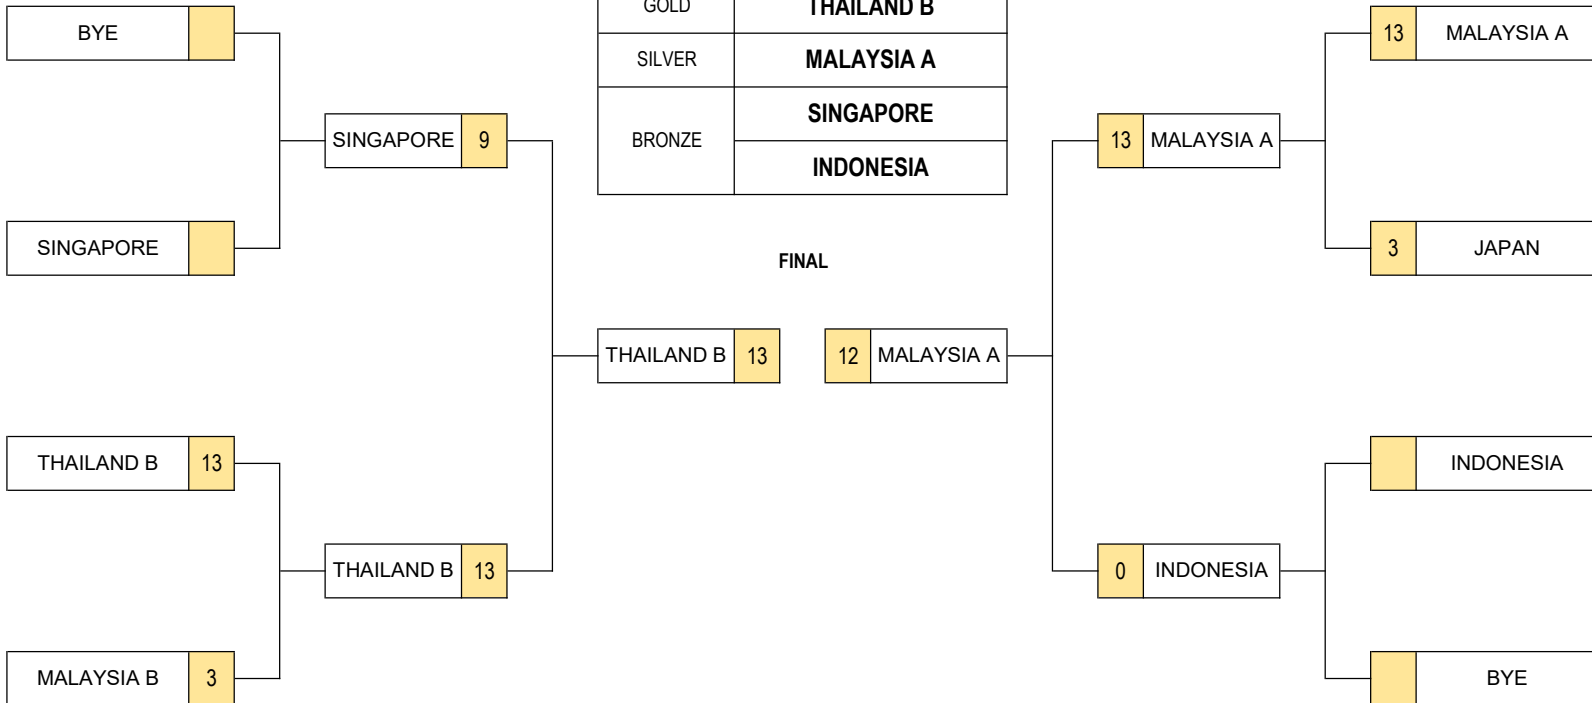 BYE
GOLD THAILAND B
13 MALAYSIA A
SILVER MALAYSIA A
SINGAPORE 9
BRONZE
SINGAPORE
INDONESIA
13 MALAYSIA A
SINGAPORE
FINAL
3 JAPAN
THAILAND B 13
12 MALAYSIA A
THAILAND B 13
INDONESIA
THAILAND B 13
0 INDONESIA
MALAYSIA B 3
BYE